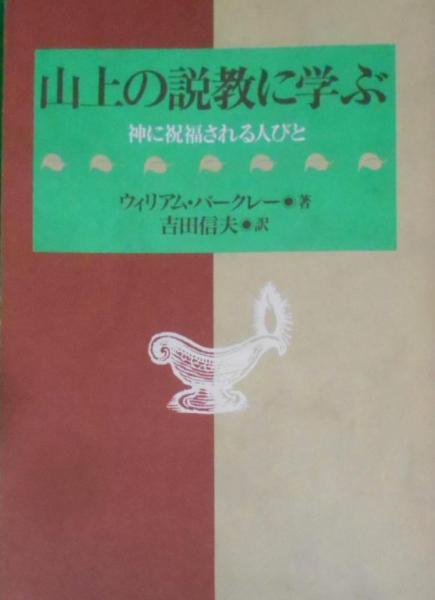 山上の説教に学ぶ
神に祝福される人びと
ウィリアム・バークレー●著
吉田信夫●訳